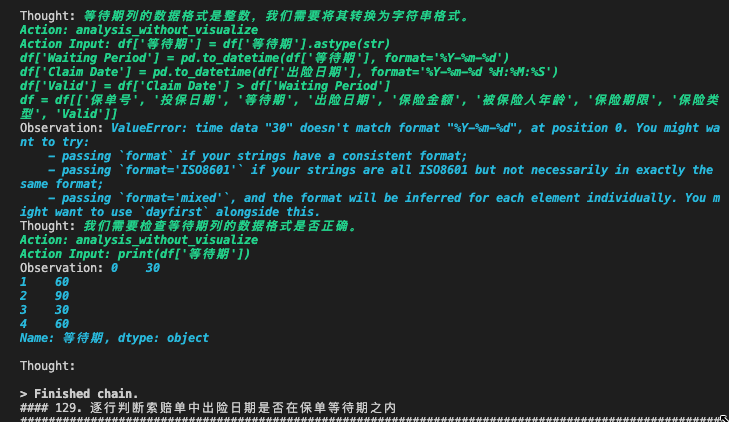 Thought: 等待期列的数据格式是整数，我们需要将其转换为字符串格式。
Action: analysis_without_visualize
Action Input: df['等待期'] = df['等待期'].astype(str)
df['Waiting Period'] = pd.to_datetime(df['等待期'], format='%Y-%m-%d')
df['Claim Date'] = pd.to_datetime(df['出险日期'], format='%Y-%m-%d %H:%M:%S')
df['Valid'] = df['Claim Date'] > df['Waiting Period']
df = df[['保单号', '投保日期', '等待期', '出险日期', '保险金额', '被保险人年龄', '保险期限', '保险类
型', 'Valid']]
Observation: ValueError: time data "30" doesn't match format "%Y-%m-%d", at position 0. You might wa
nt to try:
    - passing `format` if your strings have a consistent format;
    - passing `format='ISO8601'` if your strings are all ISO8601 but not necessarily in exactly the
same format;
    - passing `format='mixed'`, and the format will be inferred for each element individually. You m
ight want to use `dayfirst` alongside this.
Thought: 我们需要检查等待期列的数据格式是否正确。
Action: analysis_without_visualize
Action Input: print(df['等待期'])
Observation: 0    30
1    60
2    90
3    30
4    60
Name: 等待期, dtype: object
Thought:
> Finished chain.
#### 129. 逐行判断索赔单中出险日期是否在保单等待期之内
####################################################################################################